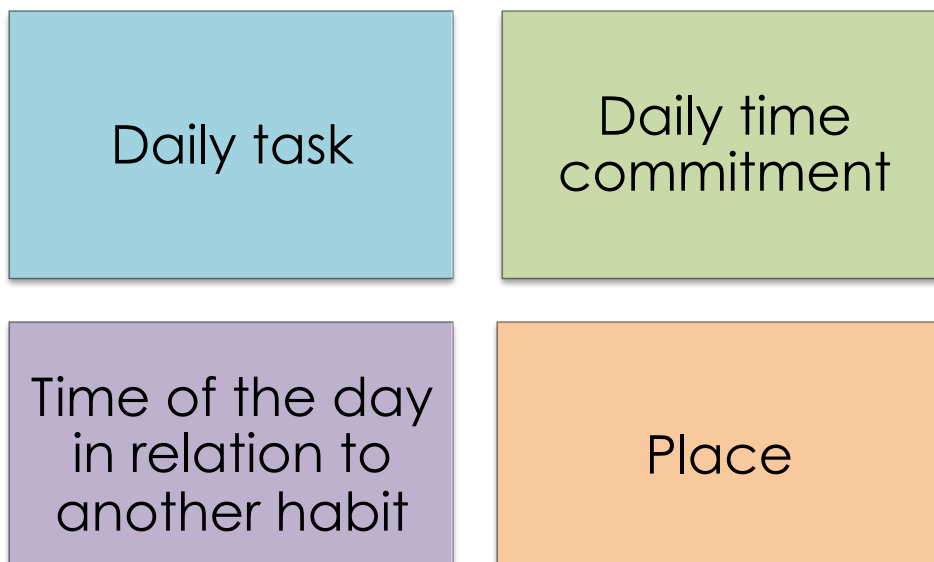 Daily task
Daily time
commitment
Time of the day
in relation to
another habit
Place